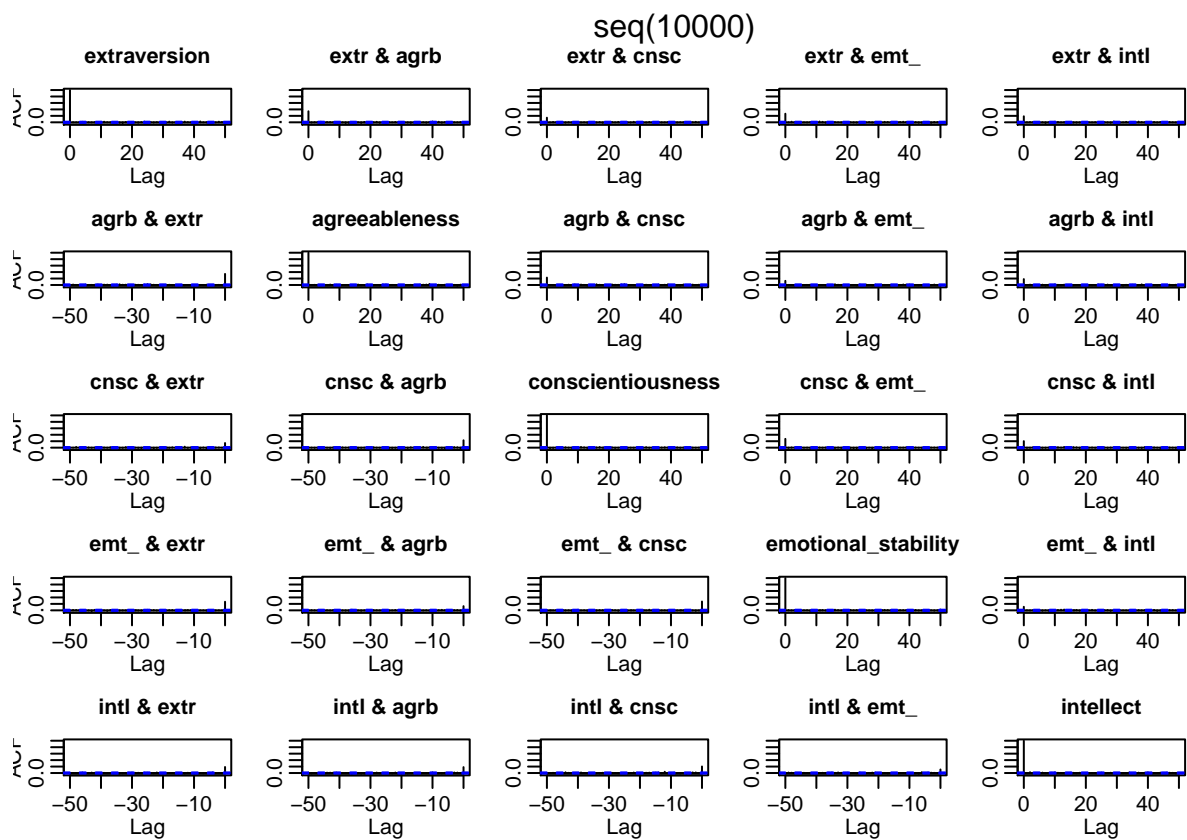 seq(10000)
extraversion extr & agrb extr & cnsc extr & emt_ extr & intl
0.0 0.0 0.0 0.0 0.0
0 20 40 0 20 40 0 20 40 0 20 40 0 20 40
Lag Lag Lag Lag Lag
agrb & extr agreeableness agrb & cnsc agrb & emt_ agrb & intl
0.0 0.0 0.0 0.0 0.0
−50 −30 −10 0 20 40 0 20 40 0 20 40 0 20 40
Lag Lag Lag Lag Lag
cnsc & extr cnsc & agrb conscientiousness cnsc & emt_ cnsc & intl
0.0 0.0 0.0 0.0 0.0
−50 −30 −10 −50 −30 −10 0 20 40 0 20 40 0 20 40
Lag Lag Lag Lag Lag
emt_ & extr emt_ & agrb emt_ & cnsc emotional_stability emt_ & intl
0.0 0.0 0.0 0.0 0.0
−50 −30 −10 −50 −30 −10 −50 −30 −10 0 20 40 0 20 40
Lag Lag Lag Lag Lag
intl & extr intl & agrb intl & cnsc intl & emt_ intellect
0.0 0.0 0.0 0.0 0.0
−50 −30 −10 −50 −30 −10 −50 −30 −10 −50 −30 −10 0 20 40
Lag Lag Lag Lag Lag